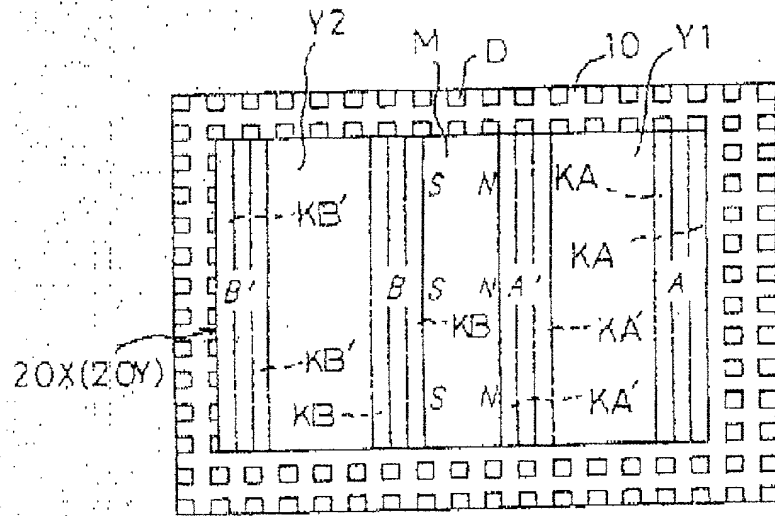 Y2 M D 10 Y1
S N KA
KB' KA
B' B S N A' A
KB KA'
20X(20Y) KB'
KB S N KA'